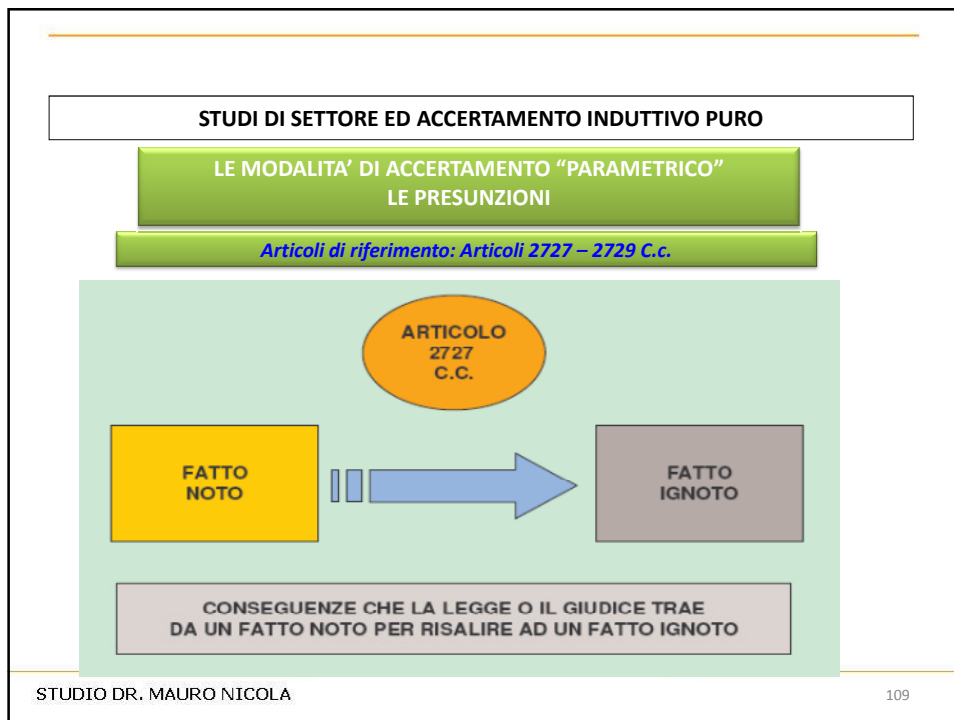 STUDI DI SETTORE ED ACCERTAMENTO INDUTTIVO PURO
LE MODALITA’ DI ACCERTAMENTO “PARAMETRICO”
LE PRESUNZIONI
Articoli di riferimento: Articoli 2727 – 2729 C.c.
ARTICOLO
2727
C.C.
FATTO
NOTO
FATTO
IGNOTO
CONSEGUENZE CHE LA LEGGE O IL GIUDICE TRAE
DA UN FATTO NOTO PER RISALIRE AD UN FATTO IGNOTO
STUDIO DR. MAURO NICOLA
109